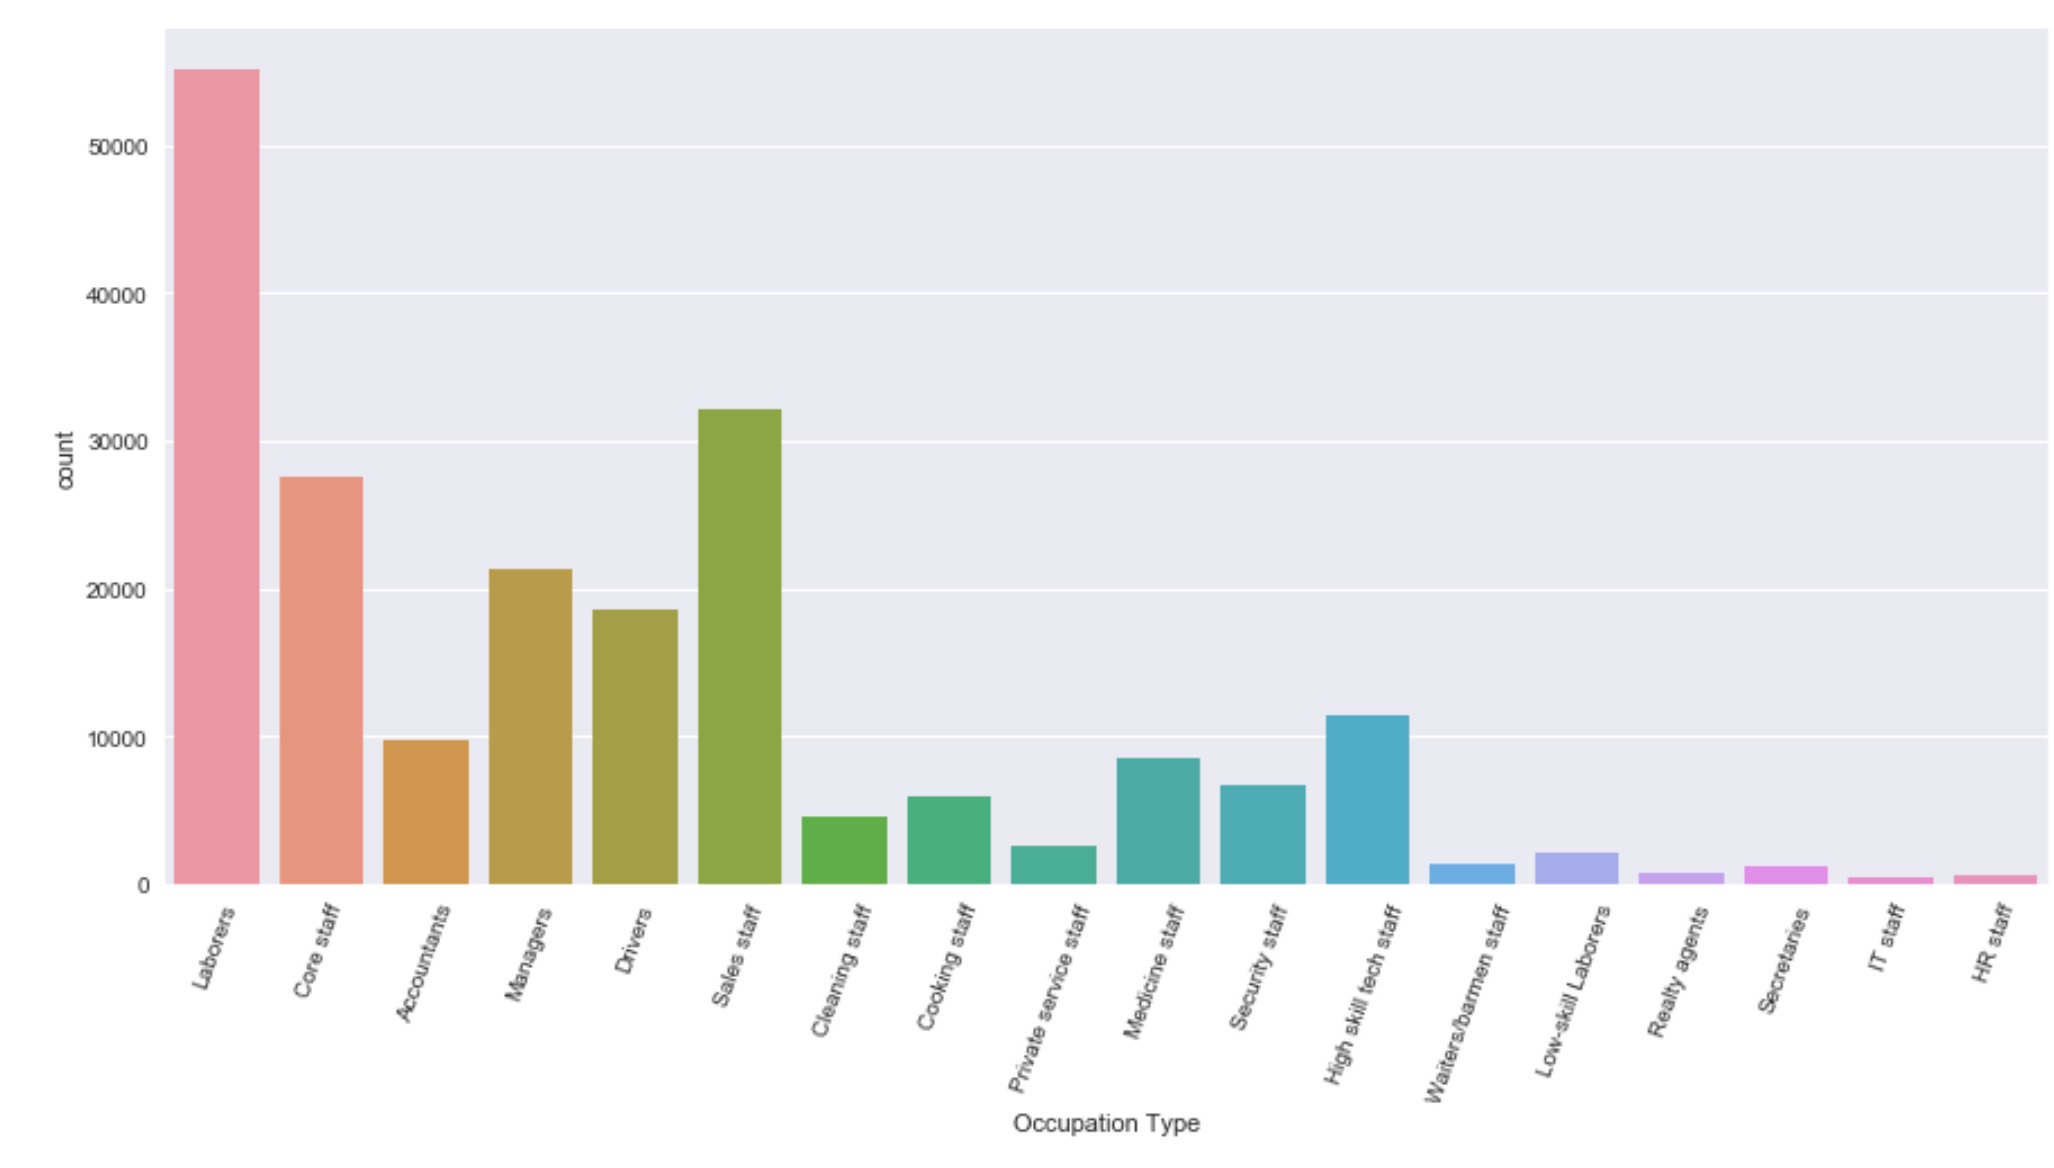 50000
40000
30000
20000
10000
0
count
Laborers
Core staff
Accountants
Managers
Drivers
Sales staff
Cleaning staff
Cooking staff
Private service staff
Medicine staff
Security staff
High skill tech staff
Waiters/barmen staff
Low-skill Laborers
Realty agents
Secretaries
IT staff
HR staff
Occupation Type